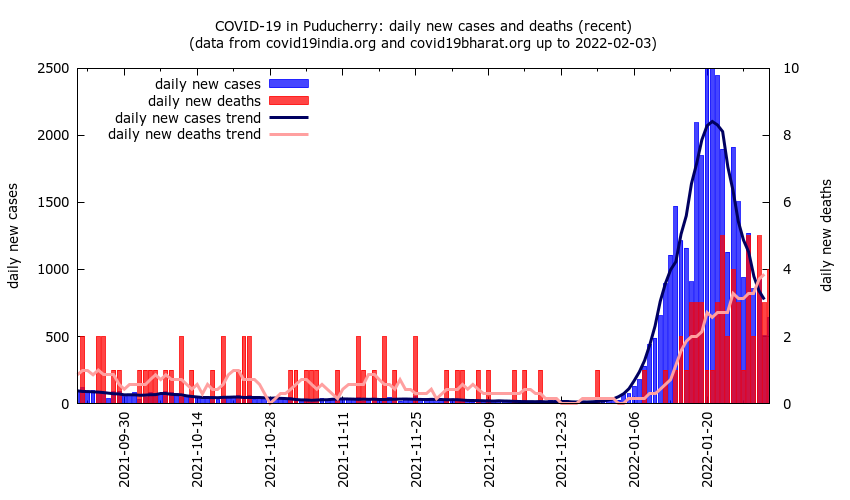 COVID-19 in Puducherry: daily new cases and deaths (recent)
(data from covid19india.org and covid19bharat.org up to 2022-02-03)
daily new cases
daily new deaths
daily new cases trend
daily new deaths trend
2500
2000
1500
1000
500
0
10
8
6
4
2
0
daily new cases
daily new deaths
2021-09-30
2021-10-14
2021-10-28
2021-11-11
2021-11-25
2021-12-09
2021-12-23
2022-01-06
2022-01-20